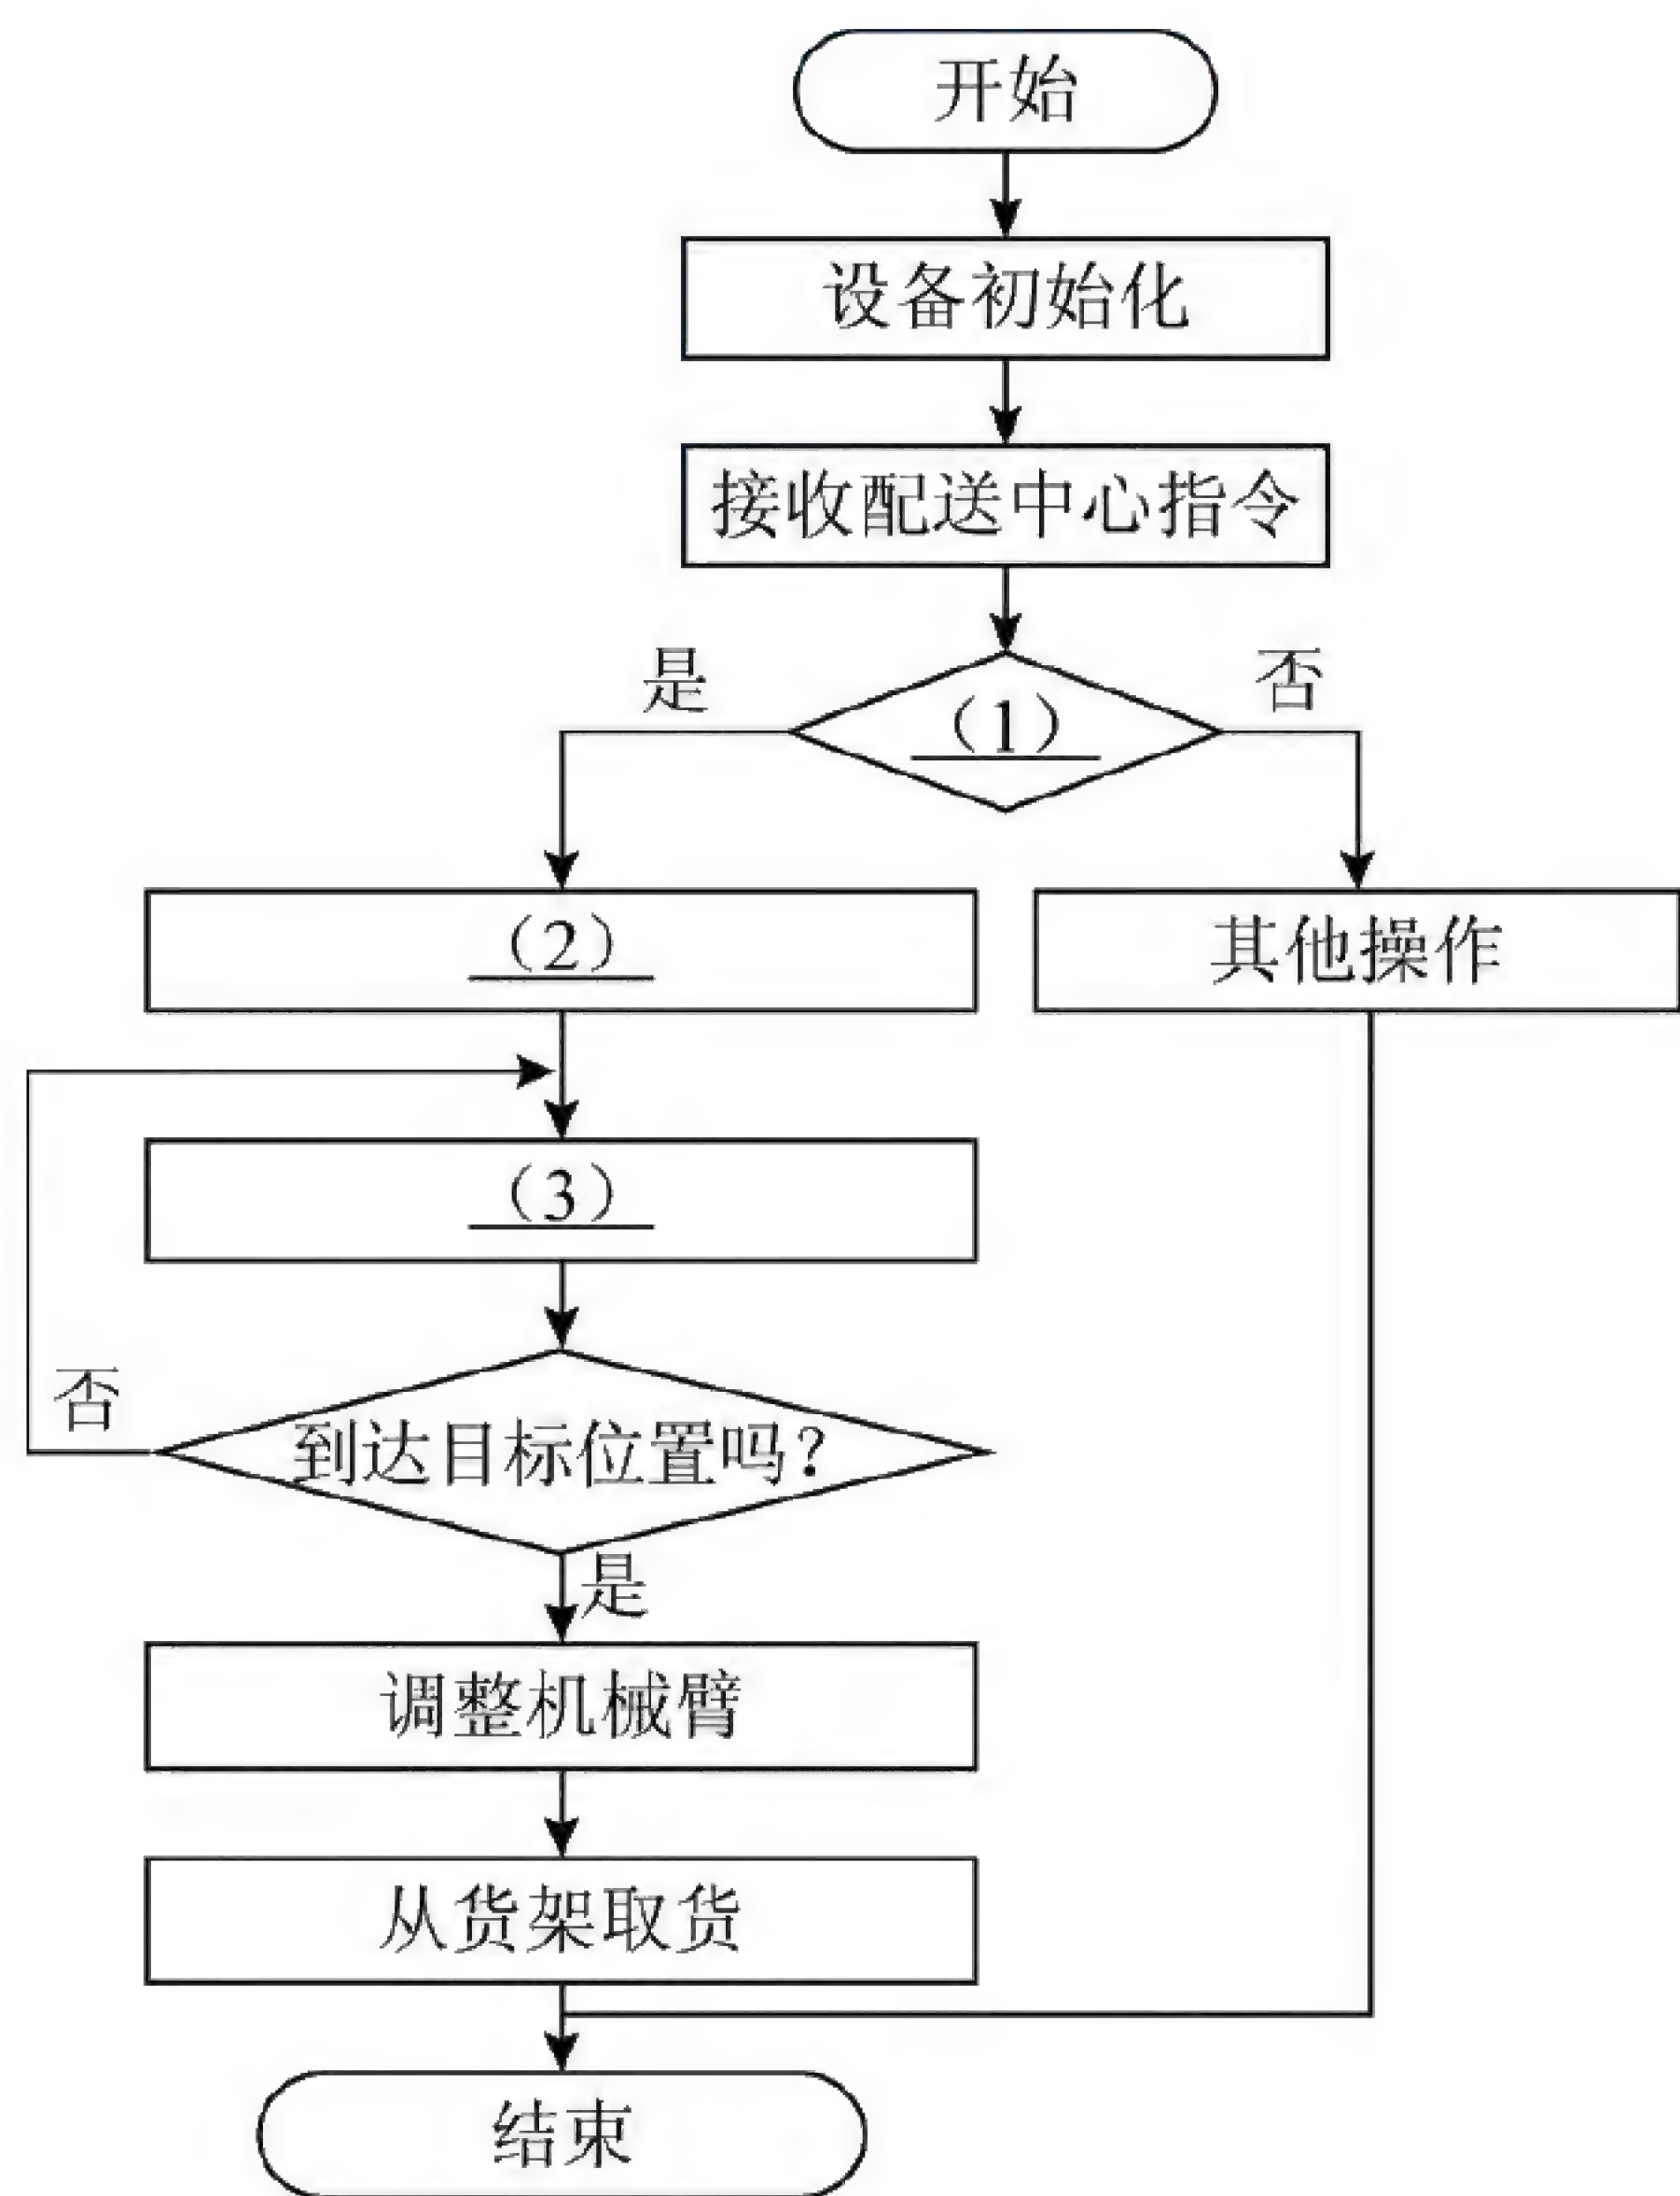 开始
设备初始化
接收配送中心指令
是
否
（1）
（2）
其他操作
（3）
否
到达目标位置吗？
是
调整机械臂
从货架取货
结束